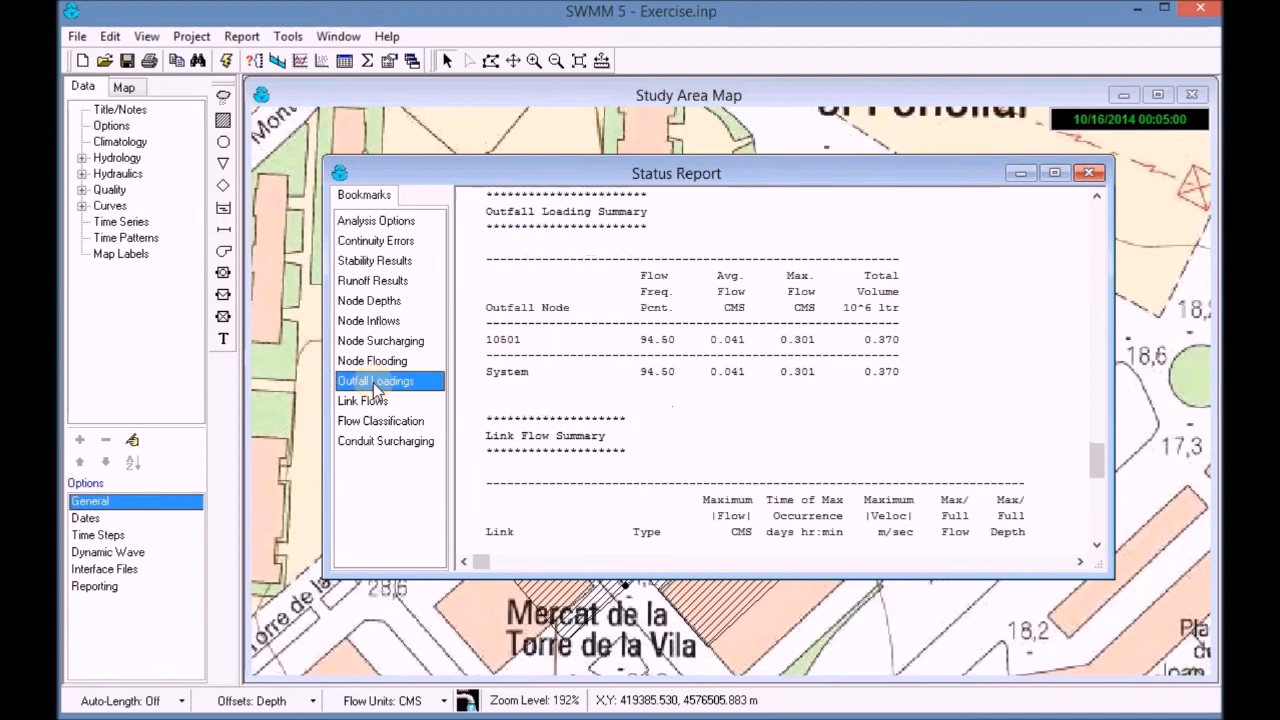 SWMM 5 - Exercise.inp
File Edit View Project Report Tools Window Help
Data Map
Title/Notes
Options
Climatology
Hydrology
Hydraulics
Quality
Curves
Time Series
Time Patterns
Map Labels
Options
General
Dates
Time Steps
Dynamic Wave
Interface Files
Reporting
T
Study Area Map
10/16/2014 00:05:00
Status Report
Bookmarks
Analysis Options
Continuity Errors
Stability Results
Runoff Results
Node Depths
Node Inflows
Node Surcharging
Node Flooding
Outfall Loadings
Link Flows
Flow Classification
Conduit Surcharging
***********************
Outfall Loading Summary
***********************
-----------------------------------------------------------
Flow Avg. Max. Total
Freq. Flow Flow Volume
Outfall Node Pcnt. CMS CMS 10^6 ltr
-----------------------------------------------------------
10501 94.50 0.041 0.301 0.370
-----------------------------------------------------------
System 94.50 0.041 0.301 0.370
********************
Link Flow Summary
********************
-----------------------------------------------------------------------------
Maximum Time of Max Maximum Max/ Max/
|Flow| Occurrence |Veloc| Full Full
Link Type CMS days hr:min m/sec Flow Depth
18,2
18,6
17,3
28,6
Torre de la
Mercat de la
Torre de la Vila
18,2
Auto-Length: Off Offsets: Depth Flow Units: CMS Zoom Level: 192% X,Y: 419385.530, 4576505.883 m